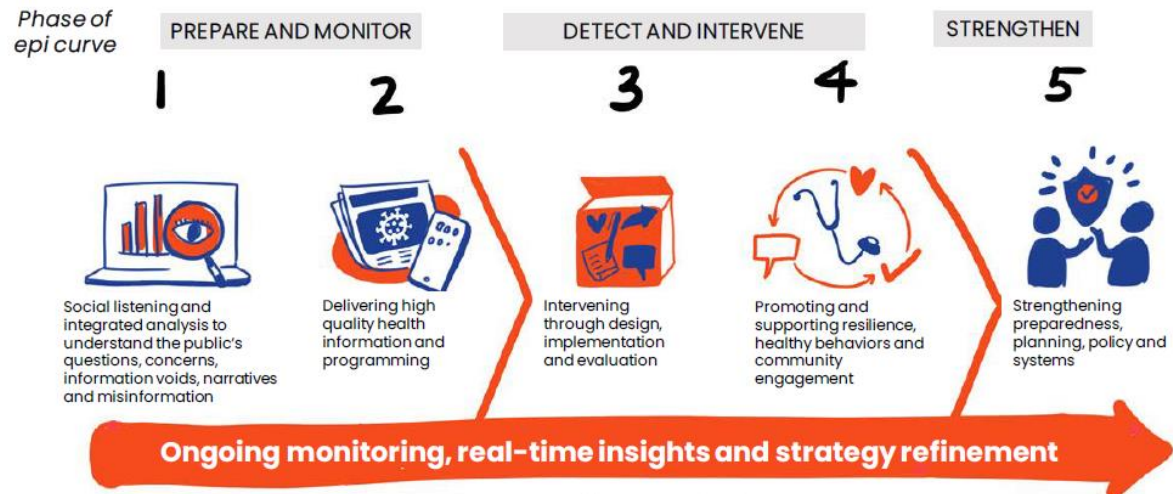 Phase of
epi curve
PREPARE AND MONITOR
DETECT AND INTERVENE
STRENGTHEN
1
2
3
4
5
Social listening and
integrated analysis to
understand the public's
questions, concerns,
information voids, narratives
and misinformation
Delivering high
quality health
information and
programming
Intervening
through design,
implementation
and evaluation
Promoting and
supporting resilience,
healthy behaviors and
community
engagement
Strengthening
preparedness,
planning, policy and
systems
Ongoing monitoring, real-time insights and strategy refinement